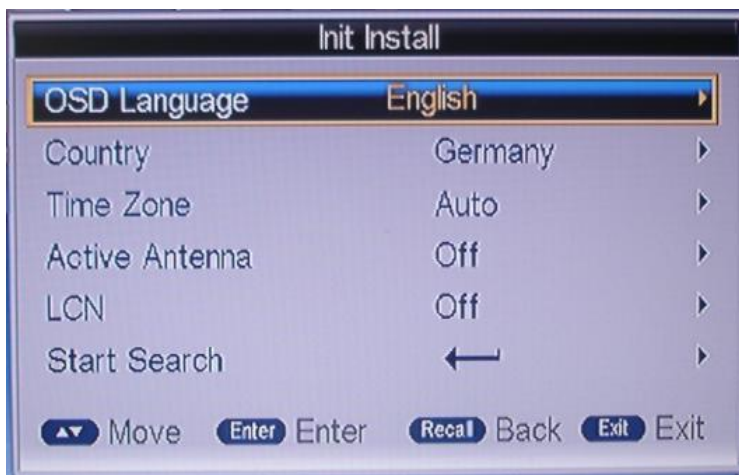 Init Install
OSD Language English
Country Germany
Time Zone Auto
Active Antenna Off
LCN Off
Start Search
Move Enter Enter Recall Back Exit Exit